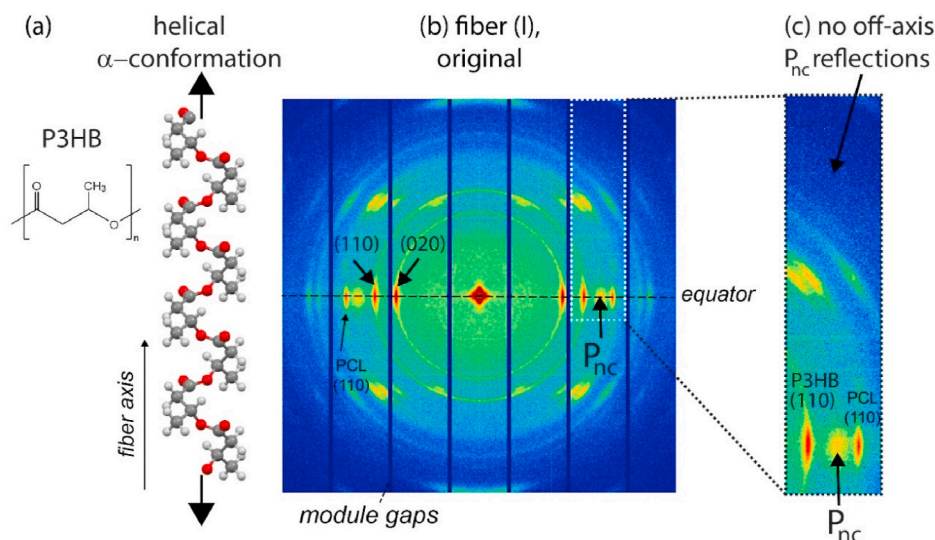 (a)
helical
α–conformation
P3HB
O
CH₃
O
n
fiber axis
(b) fiber (I),
original
(110)
(020)
PCL
(110)
Pnc
equator
module gaps
(c) no off-axis
Pnc reflections
P3HB
(110)
PCL
(110)
Pnc